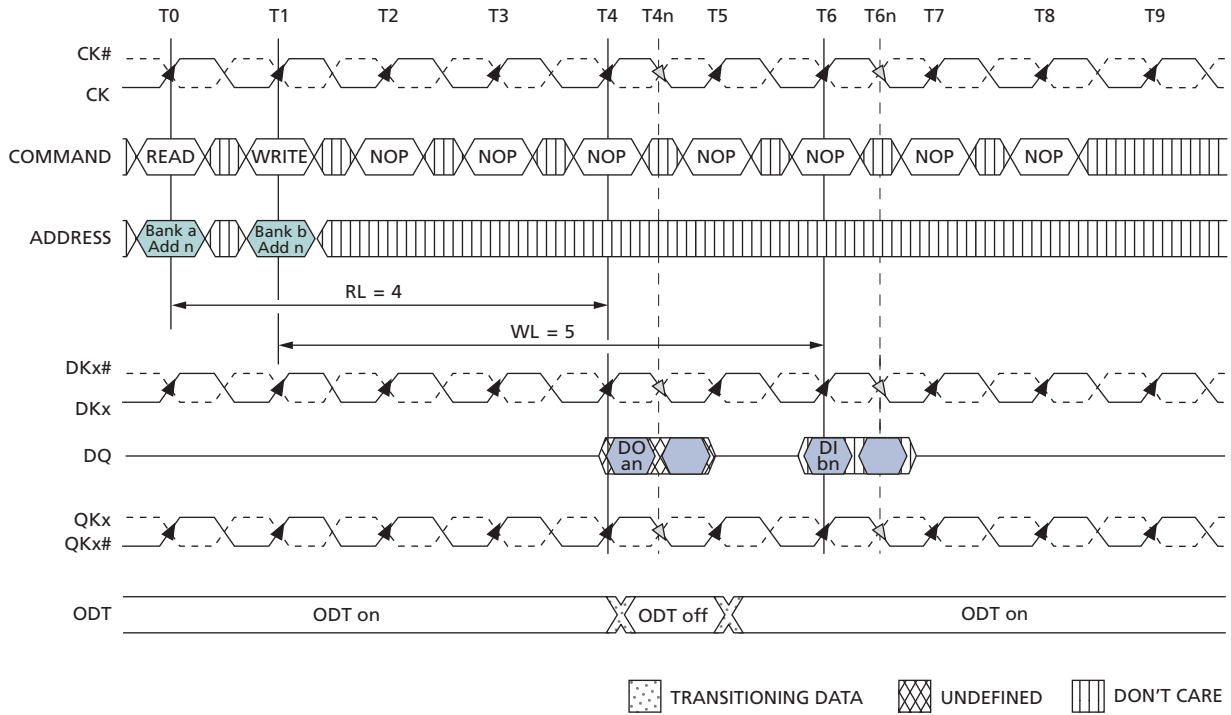 T0 T1 T2 T3 T4 T4n T5 T6 T6n T7 T8 T9
CK#
CK
COMMAND READ WRITE NOP NOP NOP NOP NOP NOP NOP
ADDRESS Bank a Add n Bank b Add n
RL = 4
WL = 5
DKx#
DKx
DQ DO an DI bn
QKx
QKx#
ODT ODT on ODT off ODT on
TRANSITIONING DATA UNDEFINED DON'T CARE